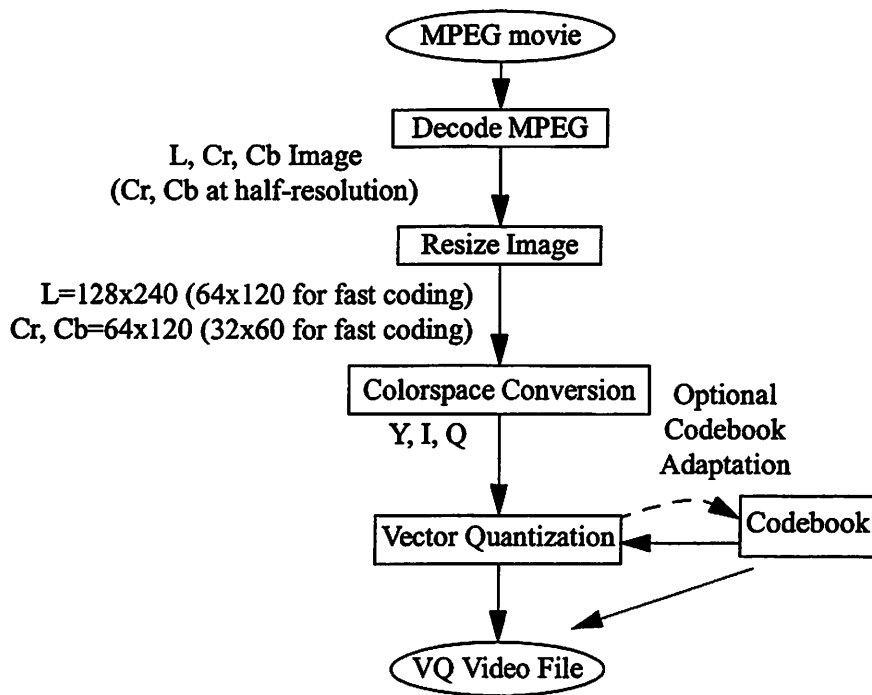 MPEG movie
Decode MPEG
L, Cr, Cb Image
(Cr, Cb at half-resolution)
Resize Image
L=128x240 (64x120 for fast coding)
Cr, Cb=64x120 (32x60 for fast coding)
Colorspace Conversion
Y, I, Q
Optional
Codebook
Adaptation
Vector Quantization
Codebook
VQ Video File